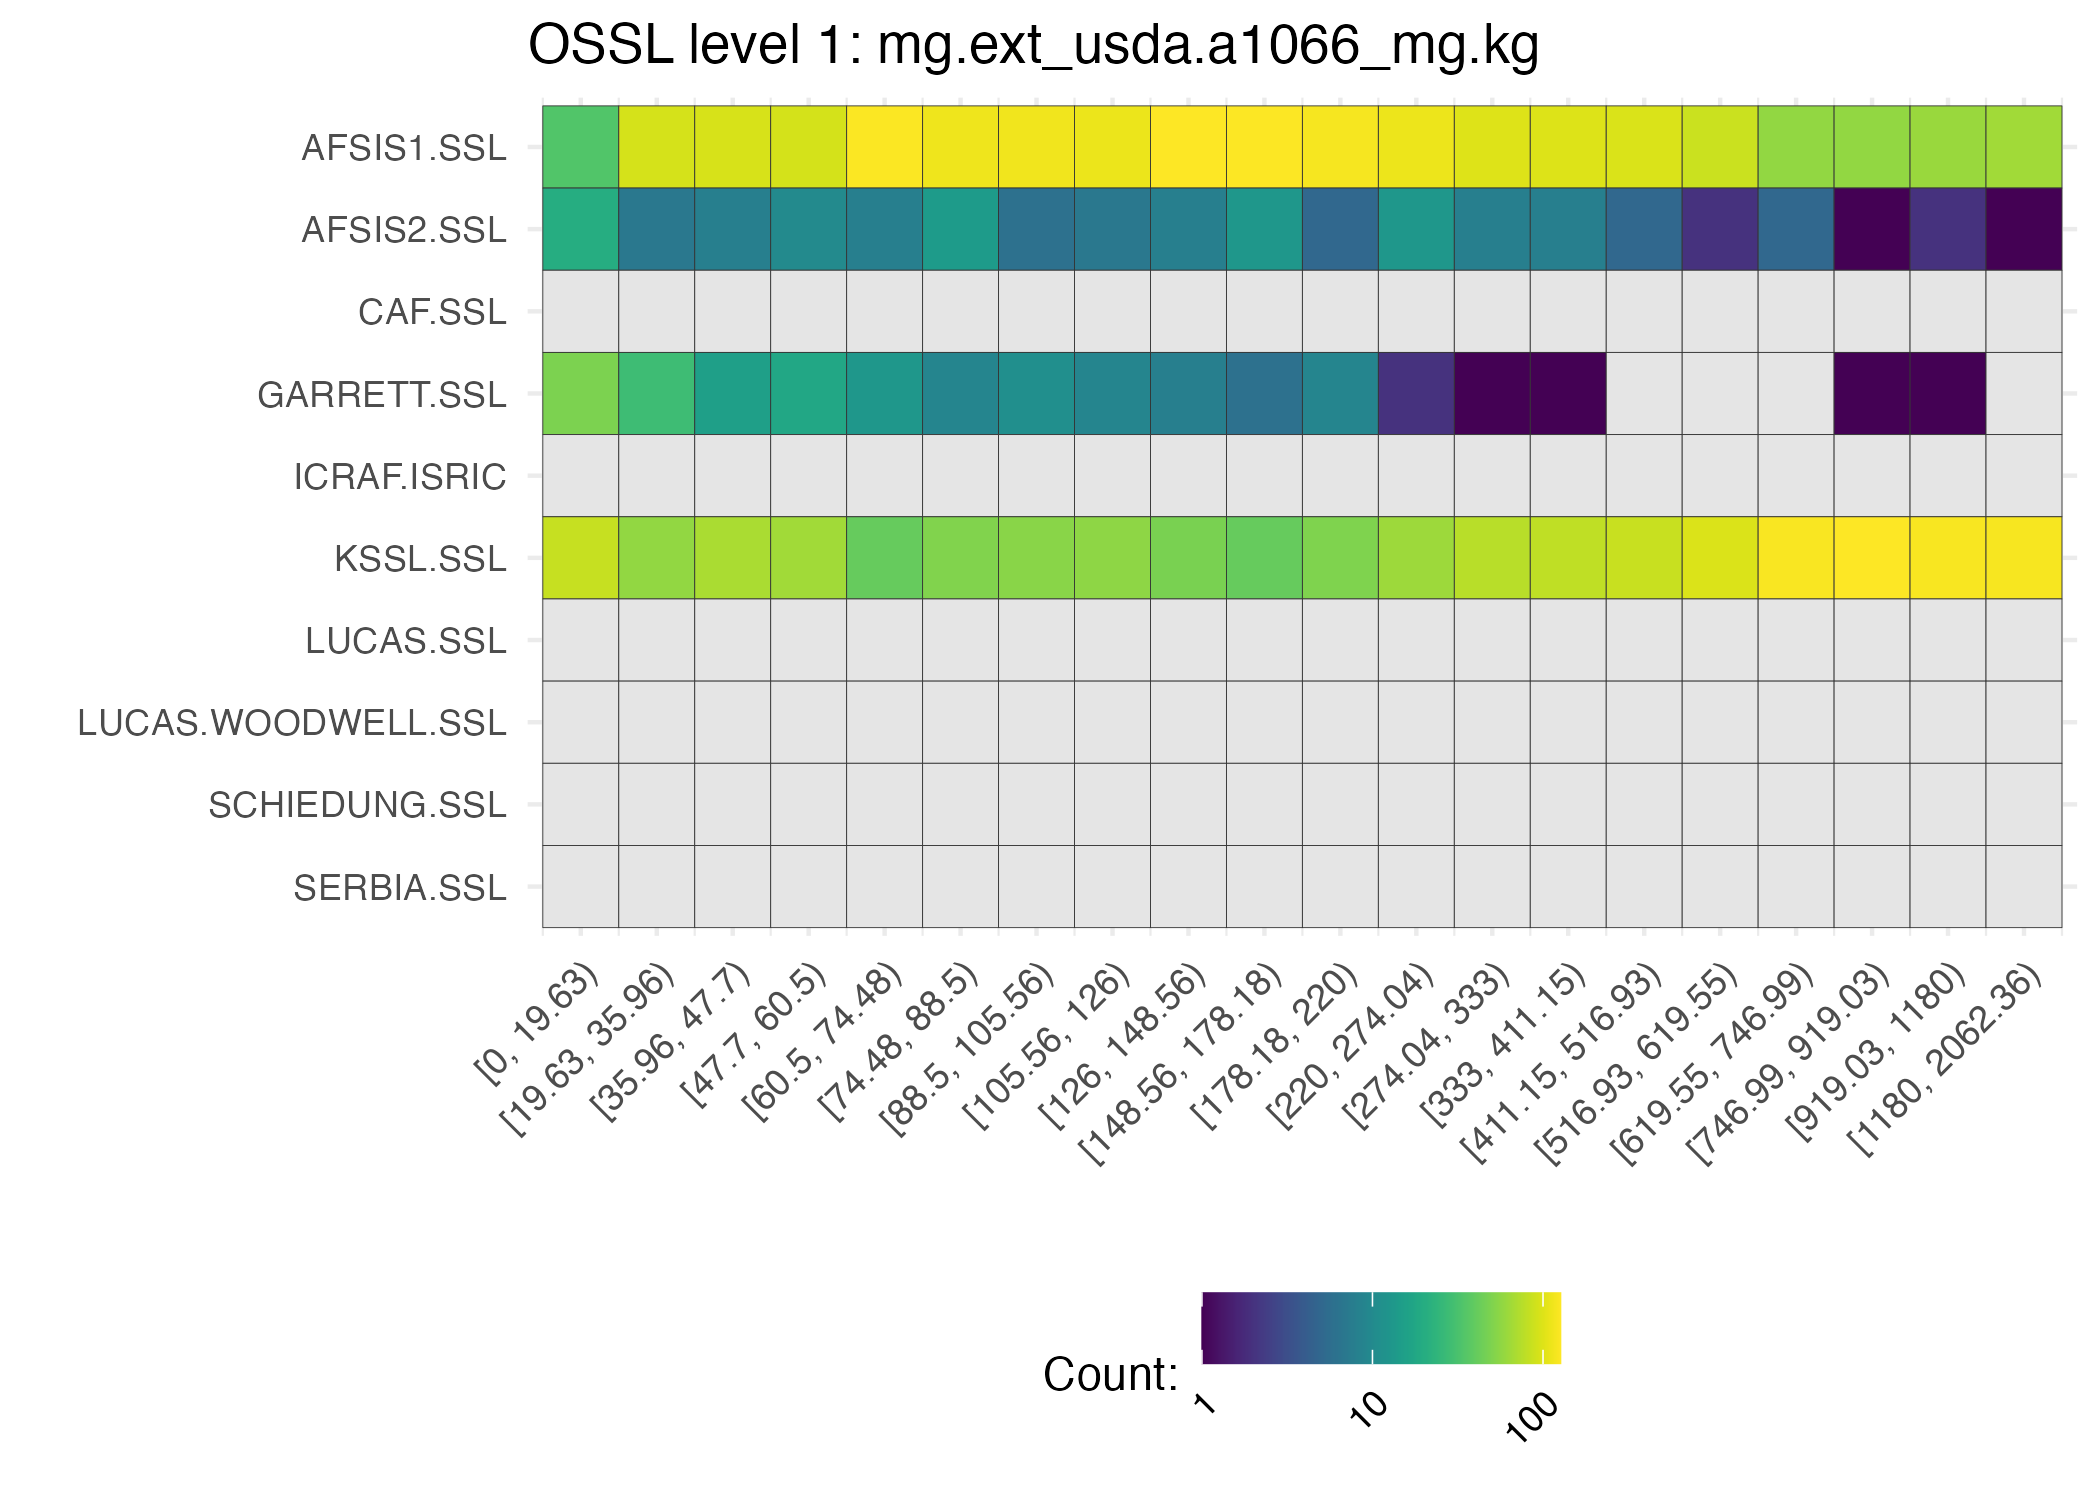 OSSL level 1: mg.ext_usda.a1066_mg.kg
AFSIS1.SSL
AFSIS2.SSL
CAF.SSL
GARRETT.SSL
ICRAF.ISRIC
KSSL.SSL
LUCAS.SSL
LUCAS.WOODWELL.SSL
SCHIEDUNG.SSL
SERBIA.SSL
[0, 19.63)
[19.63, 35.96)
[35.96, 47.7)
[47.7, 60.5)
[60.5, 74.48)
[74.48, 88.5)
[88.5, 105.56)
[105.56, 126)
[126, 148.56)
[148.56, 178.18)
[178.18, 220)
[220, 274.04)
[274.04, 333)
[333, 411.15)
[411.15, 516.93)
[516.93, 619.55)
[619.55, 746.99)
[746.99, 919.03)
[919.03, 1180)
[1180, 2062.36)
Count:
1
10
100